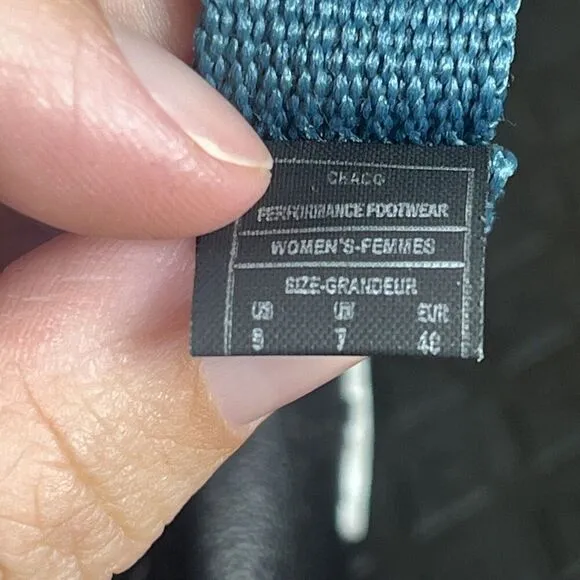 CHACO
PERFORMANCE FOOTWEAR
WOMEN'S-FEMMES
SIZE-GRANDEUR
US UK EUR
9 7 40